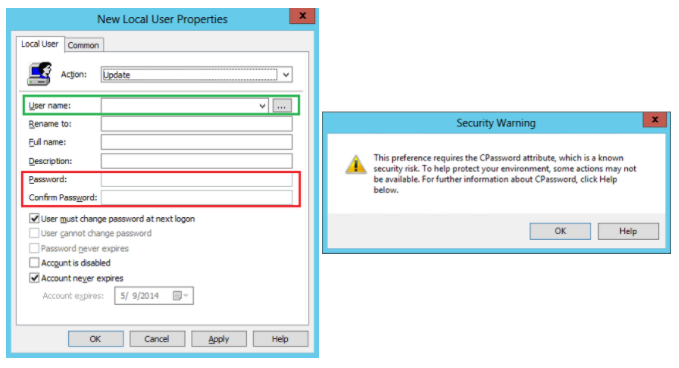 New Local User Properties
x
Local User
Common
Action:
Update
User name:
...
Rename to:
Full name:
Description:
Password:
Confirm Password:
User must change password at next logon
User cannot change password
Password never expires
Account is disabled
Account never expires
Account expires:
5/ 9/2014
OK
Cancel
Apply
Help
Security Warning
x
This preference requires the CPassword attribute, which is a known
security risk. To help protect your environment, some actions may not
be available. For further information about CPassword, click Help
below.
OK
Help